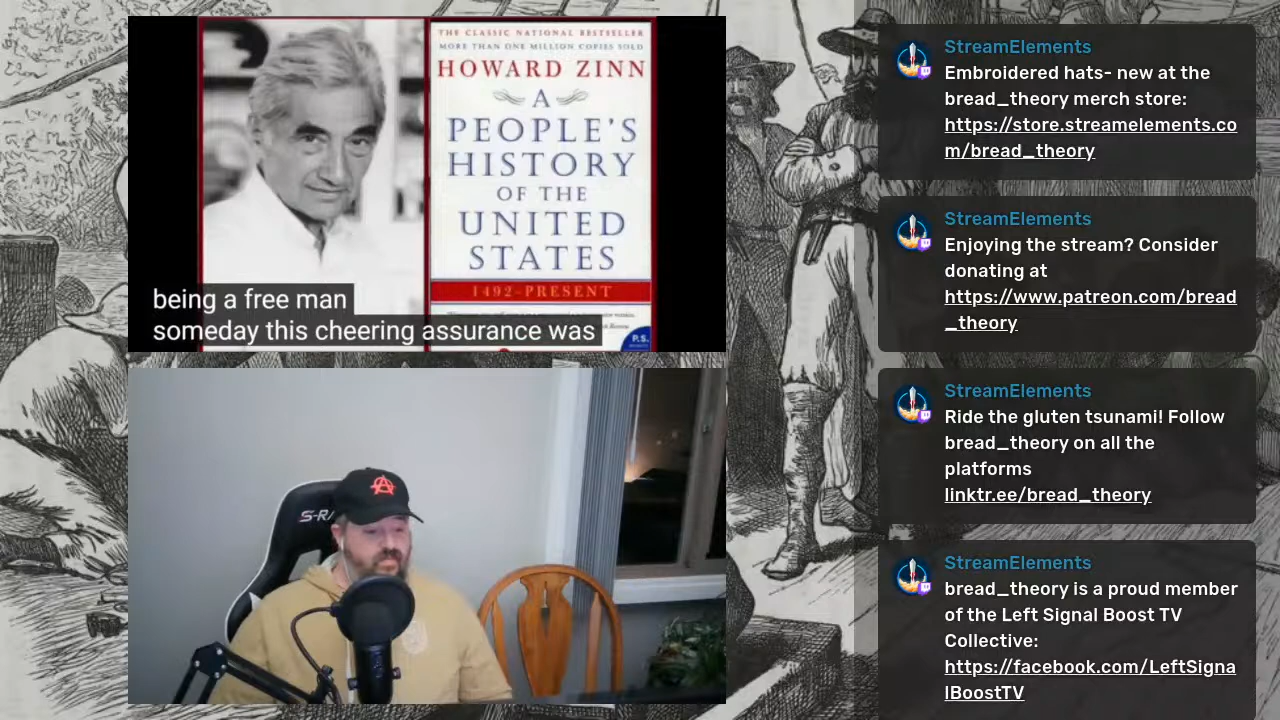 THE CLASSIC NATIONAL BESTSELLER
MORE THAN ONE MILLION COPIES SOLD
HOWARD ZINN
A
PEOPLE'S
HISTORY
OF THE
UNITED
STATES
1492–PRESENT
P.S.
being a free man
someday this cheering assurance was
StreamElements
Embroidered hats- new at the
bread_theory merch store:
https://store.streamelements.co
m/bread_theory
StreamElements
Enjoying the stream? Consider
donating at
https://www.patreon.com/bread
_theory
StreamElements
Ride the gluten tsunami! Follow
bread_theory on all the
platforms
linktr.ee/bread_theory
StreamElements
bread_theory is a proud member
of the Left Signal Boost TV
Collective:
https://facebook.com/LeftSigna
lBoostTV